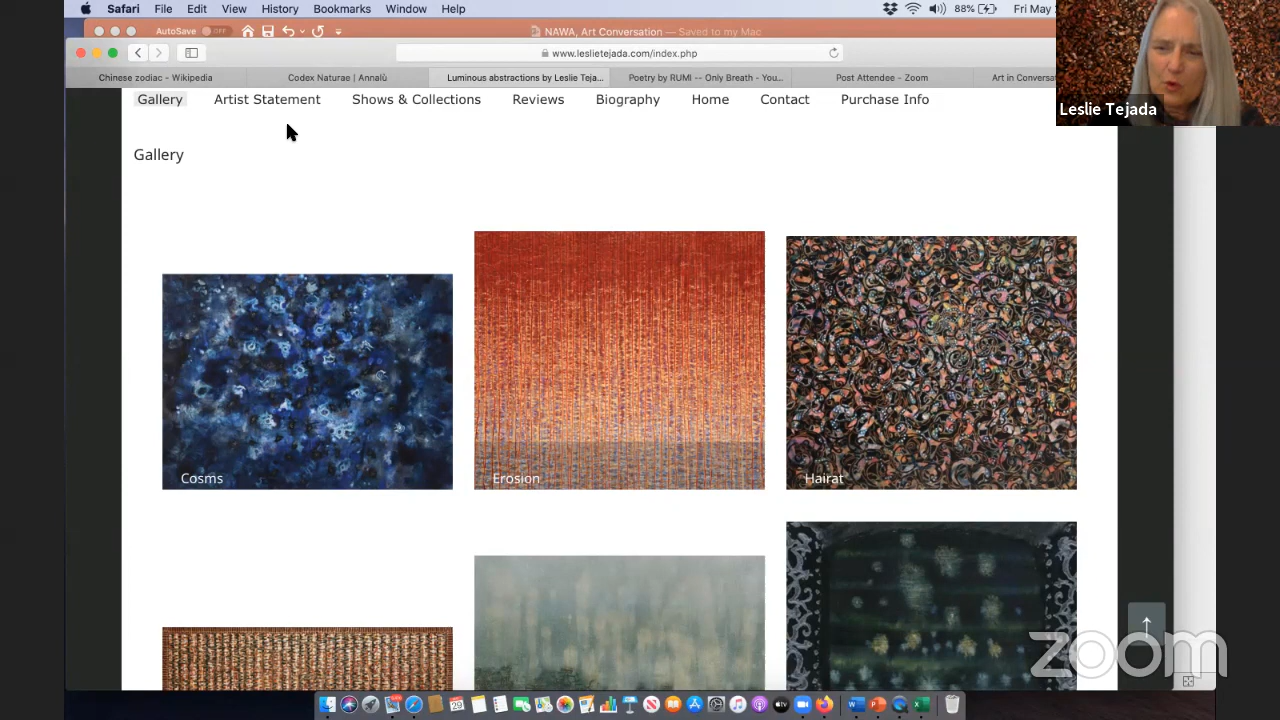 Safari File Edit View History Bookmarks Window Help 88% Fri May
AutoSave OFF NAWA, Art Conversation — Saved to my Mac
www.leslietejada.com/index.php
Chinese zodiac - Wikipedia Codex Naturae | Annalù Luminous abstractions by Leslie Teja... Poetry by RUMI -- Only Breath - You... Post Attendee - Zoom Art in Conversa
Gallery Artist Statement Shows & Collections Reviews Biography Home Contact Purchase Info
Leslie Tejada
Gallery
Cosms
Erosion
Hairat
zoom